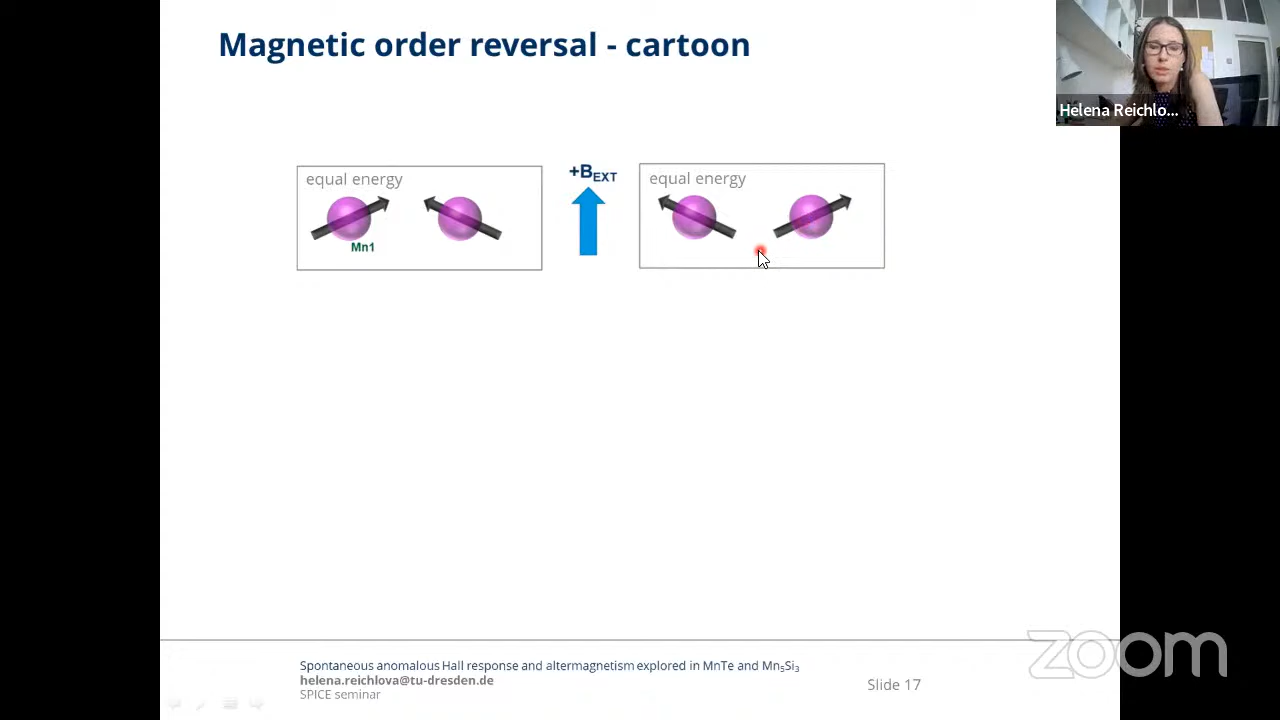 Magnetic order reversal - cartoon
Helena Reichlo...
equal energy
Mn1
+B_EXT
equal energy
Spontaneous anomalous Hall response and altermagnetism explored in MnTe and Mn₅Si₃
helena.reichlova@tu-dresden.de
SPICE seminar
Slide 17
zoom